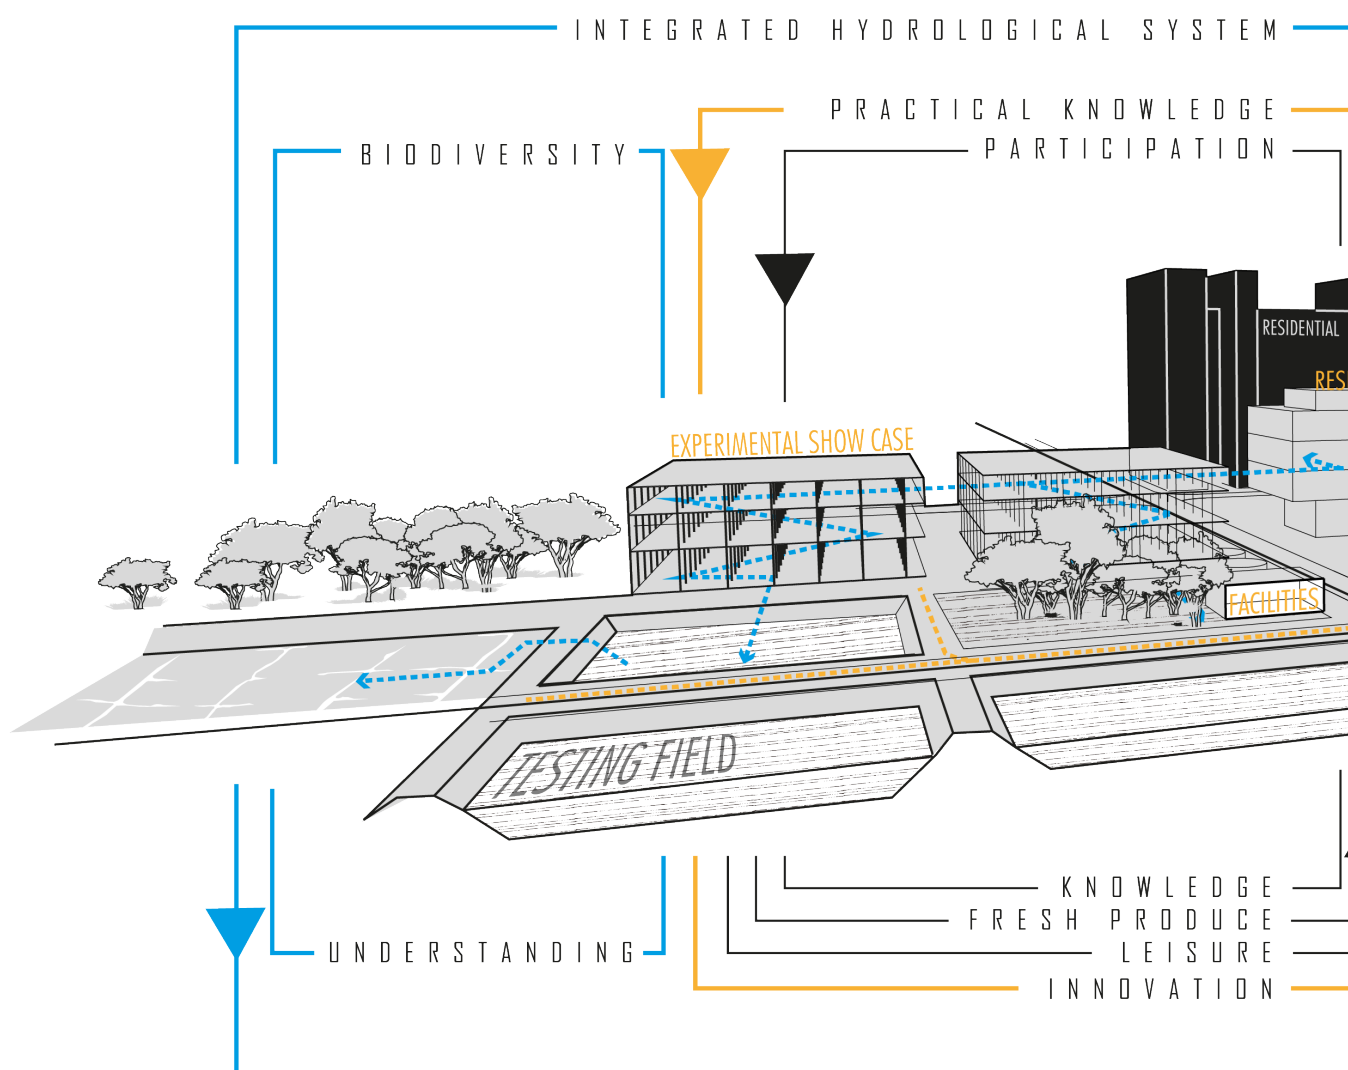 INTEGRATED HYDROLOGICAL SYSTEM
PRACTICAL KNOWLEDGE
PARTICIPATION
BIODIVERSITY
RESIDENTIAL
RES
EXPERIMENTAL SHOW CASE
FACILITIES
TESTING FIELD
KNOWLEDGE
FRESH PRODUCE
LEISURE
UNDERSTANDING
INNOVATION